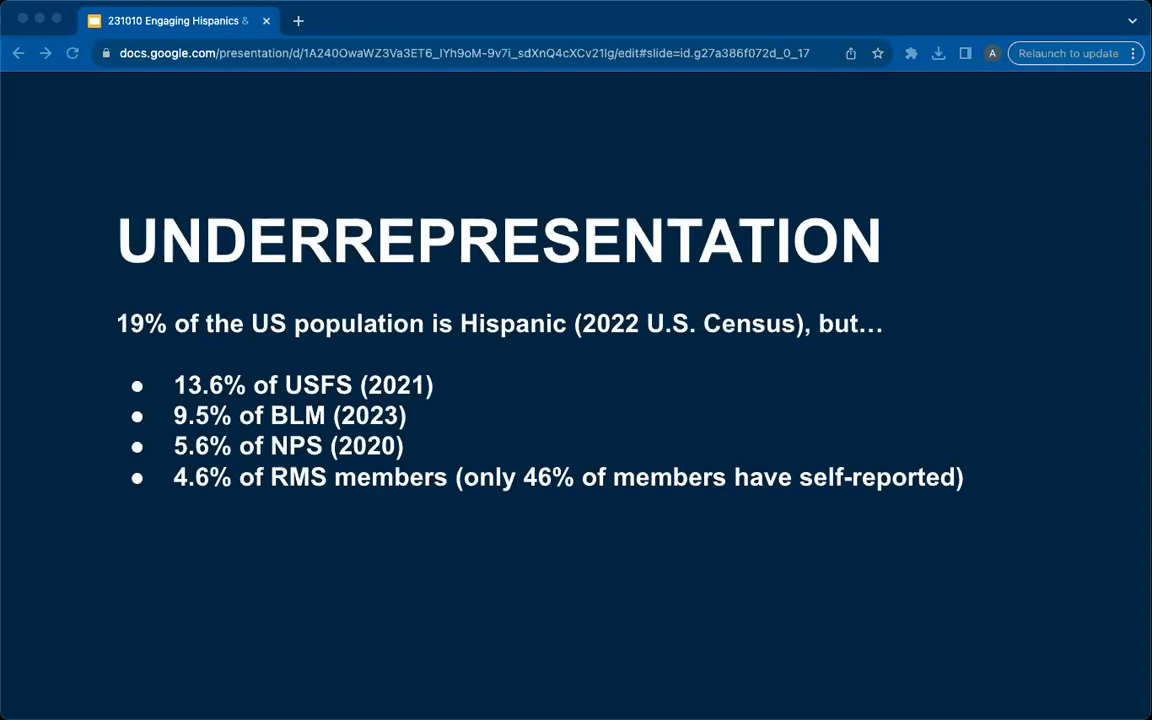 231010 Engaging Hispanics &
docs.google.com/presentation/d/1A240OwaWZ3Va3ET6_IYh9oM-9v7i_sdXnQ4cXCv21lg/edit#slide=id.g27a386f072d_0_17
A
Relaunch to update
UNDERREPRESENTATION
19% of the US population is Hispanic (2022 U.S. Census), but…
● 13.6% of USFS (2021)
● 9.5% of BLM (2023)
● 5.6% of NPS (2020)
● 4.6% of RMS members (only 46% of members have self-reported)